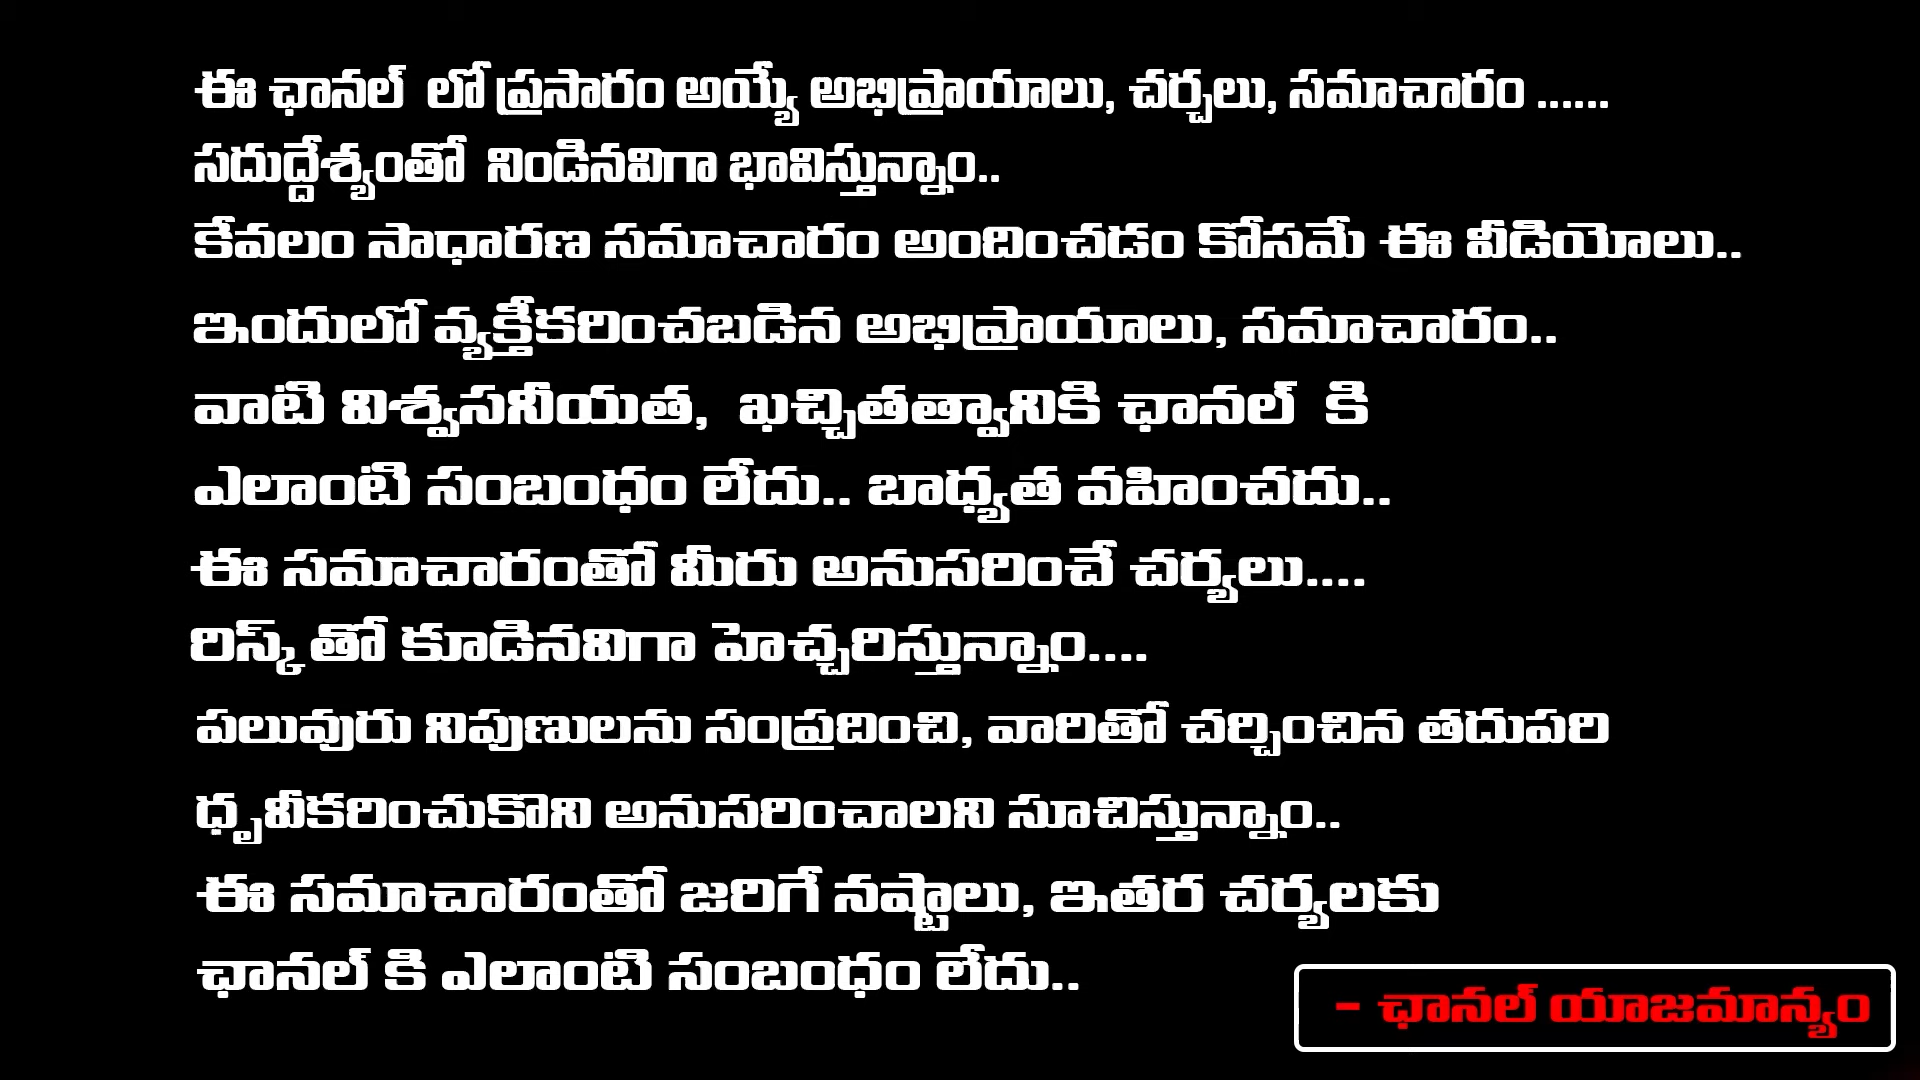 ఈ ఛానల్ లో ప్రసారం అయ్యే అభిప్రాయాలు, చర్చలు, సమాచారం ......
సదుద్దేశ్యంతో నిండినవిగా భావిస్తున్నాం..
కేవలం సాధారణ సమాచారం అందించడం కోసమే ఈ వీడియోలు..
ఇందులో వ్యక్తీకరించబడిన అభిప్రాయాలు, సమాచారం..
వాటి విశ్వసనీయత, ఖచ్చితత్వానికి ఛానల్ కి
ఎలాంటి సంబంధం లేదు.. బాధ్యత వహించదు..
ఈ సమాచారంతో మీరు అనుసరించే చర్యలు....
రిస్క్ తో కూడినవిగా హెచ్చరిస్తున్నాం....
పలువురు నిపుణులను సంప్రదించి, వారితో చర్చించిన తదుపరి
ధృవీకరించుకొని అనుసరించాలని సూచిస్తున్నాం..
ఈ సమాచారంతో జరిగే నష్టాలు, ఇతర చర్యలకు
ఛానల్ కి ఎలాంటి సంబంధం లేదు..
- ఛానల్ యాజమాన్యం